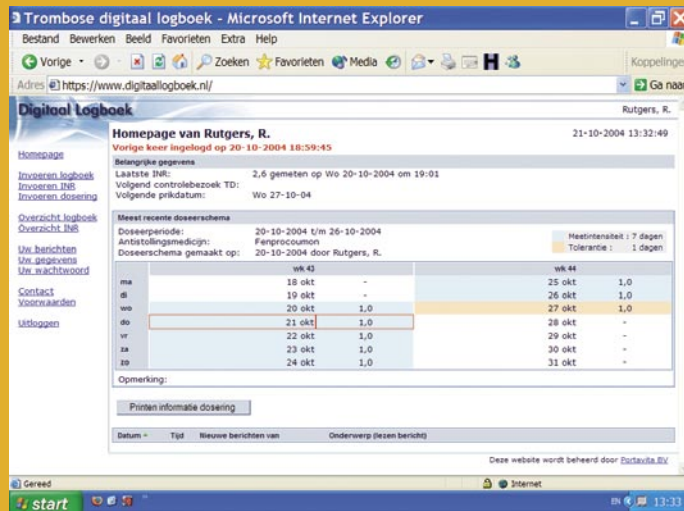 Trombose digitaal logboek - Microsoft Internet Explorer
Bestand Bewerken Beeld Favorieten Extra Help
Vorige Zoeken Favorieten Media Koppelinge
Adres https://www.digitaallogboek.nl/ Ga naar
Digitaal Logboek Rutgers, R.
Homepage van Rutgers, R. 21-10-2004 13:32:49
Vorige keer ingelogd op 20-10-2004 18:59:45
Homepage
Invoeren logboek
Invoeren INR
Invoeren dosering
Overzicht logboek
Overzicht INR
Uw berichten
Uw gegevens
Uw wachtwoord
Contact
Voorwaarden
Uitloggen
Belangrijke gegevens
Laatste INR: 2,6 gemeten op Wo 20-10-2004 om 19:01
Volgend controlebezoek TD:
Volgende prikdatum: Wo 27-10-04
Meest recente doseerschema
Doseerperiode: 20-10-2004 t/m 26-10-2004
Antistollingsmedicijn: Fenprocoumon
Doseerschema gemaakt op: 20-10-2004 door Rutgers, R.
Meetintensiteit : 7 dagen
Tolerantie : 1 dagen
wk 43 wk 44
ma 18 okt - 25 okt 1,0
di 19 okt - 26 okt 1,0
wo 20 okt 1,0 27 okt 1,0
do 21 okt 1,0 28 okt -
vr 22 okt 1,0 29 okt -
za 23 okt 1,0 30 okt -
zo 24 okt 1,0 31 okt -
Opmerking:
Printen informatie dosering
Datum Tijd Nieuwe berichten van Onderwerp (lezen bericht)
Deze website wordt beheerd door Portavita BV
Gereed Internet
start EN 13:33